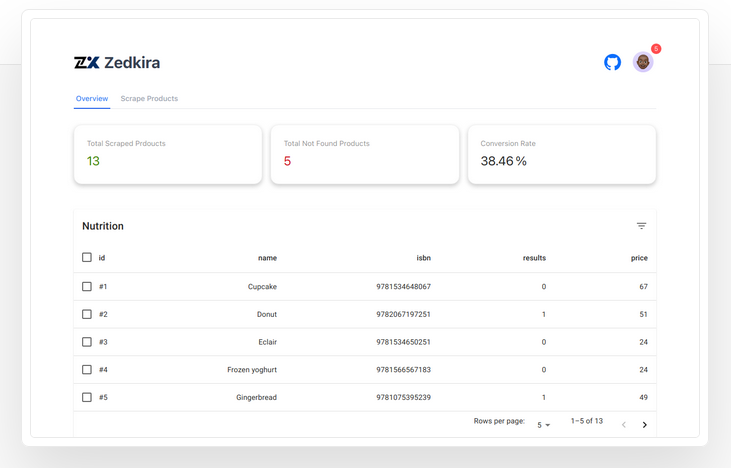 ZX Zedkira
5
Overview Scrape Products
Total Scraped Prdoucts
13
Total Not Found Products
5
Conversion Rate
38.46 %
Nutrition
id name isbn results price
#1 Cupcake 9781534648067 0 67
#2 Donut 9782067197251 1 51
#3 Eclair 9781534650251 0 24
#4 Frozen yoghurt 9781566567183 0 24
#5 Gingerbread 9781075395239 1 49
Rows per page: 5 1–5 of 13